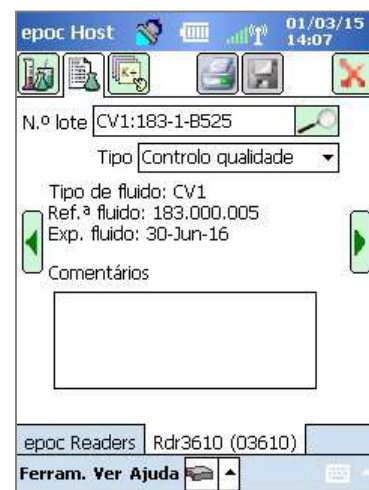 epoc Host 01/03/15 14:07
K+
N.º lote CV1:183-1-B525
Tipo Controlo qualidade
Tipo de fluido: CV1
Ref.ª fluido: 183.000.005
Exp. fluido: 30-Jun-16
Comentários
epoc Readers Rdr3610 (03610)
Ferram. Ver Ajuda